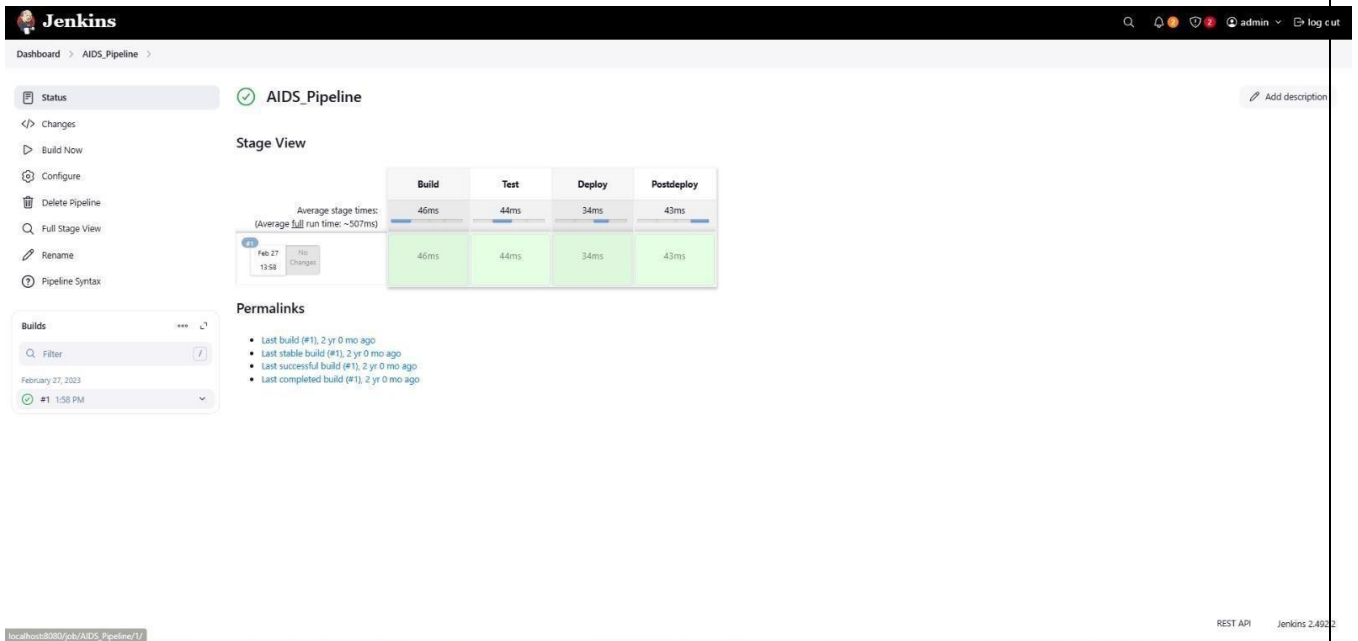 Jenkins
2
2
admin
log out
Dashboard > AIDS_Pipeline >
Status
Changes
Build Now
Configure
Delete Pipeline
Full Stage View
Rename
Pipeline Syntax
Builds
Filter
/
February 27, 2023
#1 1:58 PM
AIDS_Pipeline
Add description
Stage View
Build Test Deploy Postdeploy
Average stage times: 46ms 44ms 34ms 43ms
(Average full run time: ~507ms)
#1
Feb 27 No
13:58 Changes
46ms 44ms 34ms 43ms
Permalinks
Last build (#1), 2 yr 0 mo ago
Last stable build (#1), 2 yr 0 mo ago
Last successful build (#1), 2 yr 0 mo ago
Last completed build (#1), 2 yr 0 mo ago
REST API Jenkins 2.492.2
localhost:8080/job/AIDS_Pipeline/1/